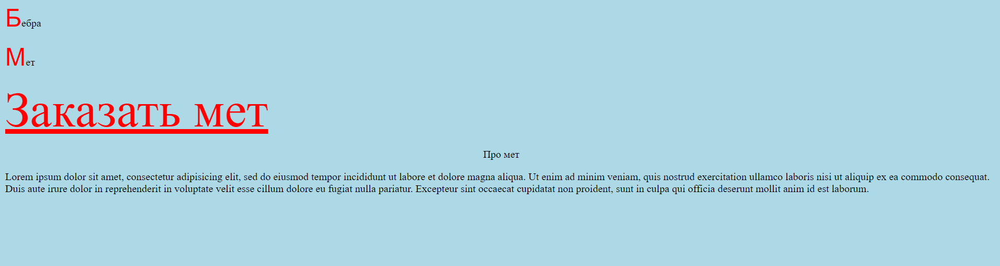 Бебра
Мет
Заказать мет
Про мет
Lorem ipsum dolor sit amet, consectetur adipisicing elit, sed do eiusmod tempor incididunt ut labore et dolore magna aliqua. Ut enim ad minim veniam, quis nostrud exercitation ullamco laboris nisi ut aliquip ex ea commodo consequat.
Duis aute irure dolor in reprehenderit in voluptate velit esse cillum dolore eu fugiat nulla pariatur. Excepteur sint occaecat cupidatat non proident, sunt in culpa qui officia deserunt mollit anim id est laborum.